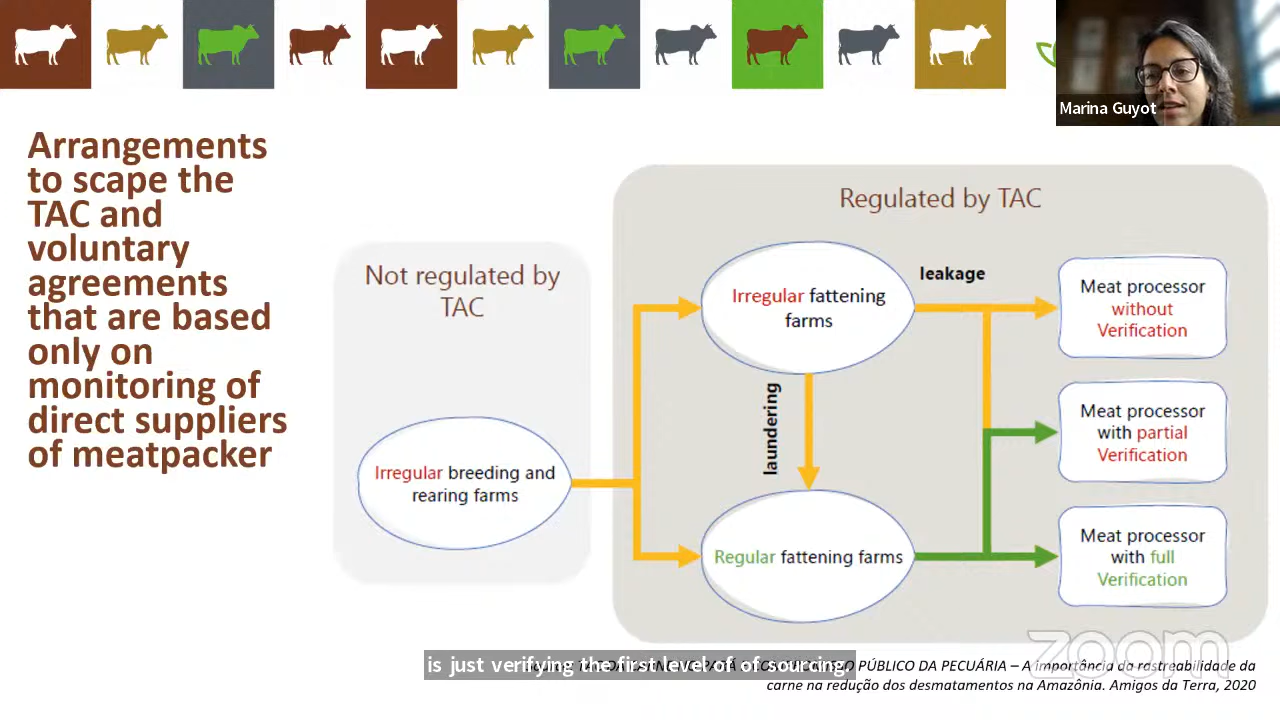 Marina Guyot
Arrangements
to scape the
TAC and
voluntary
agreements
that are based
only on
monitoring of
direct suppliers
of meatpacker
Not regulated by
TAC
Irregular breeding and
rearing farms
Regulated by TAC
Irregular fattening
farms
laundering
Regular fattening farms
leakage
Meat processor
without
Verification
Meat processor
with partial
Verification
Meat processor
with full
Verification
zoom
is just verifying the first level of of sourcing.
PÚBLICO DA PECUÁRIA – A importância da rastreabilidade da
carne na redução dos desmatamentos na Amazônia. Amigos da Terra, 2020